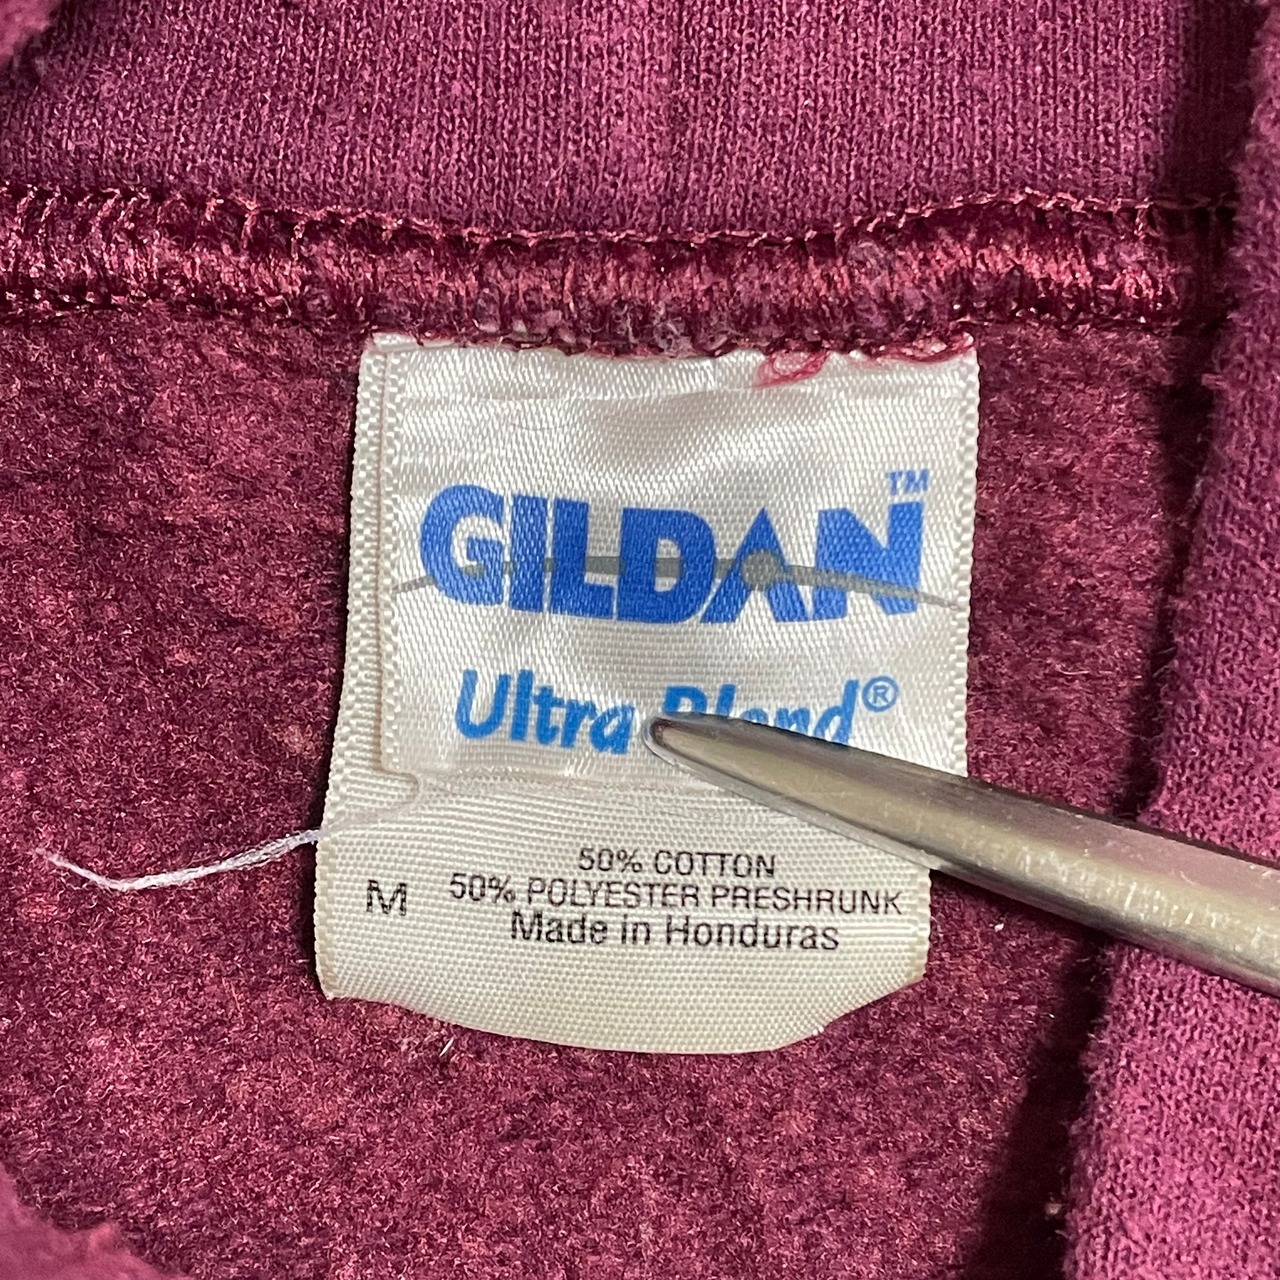 GILDAN™
Ultra Blend®
50% COTTON
M 50% POLYESTER PRESHRUNK
Made in Honduras